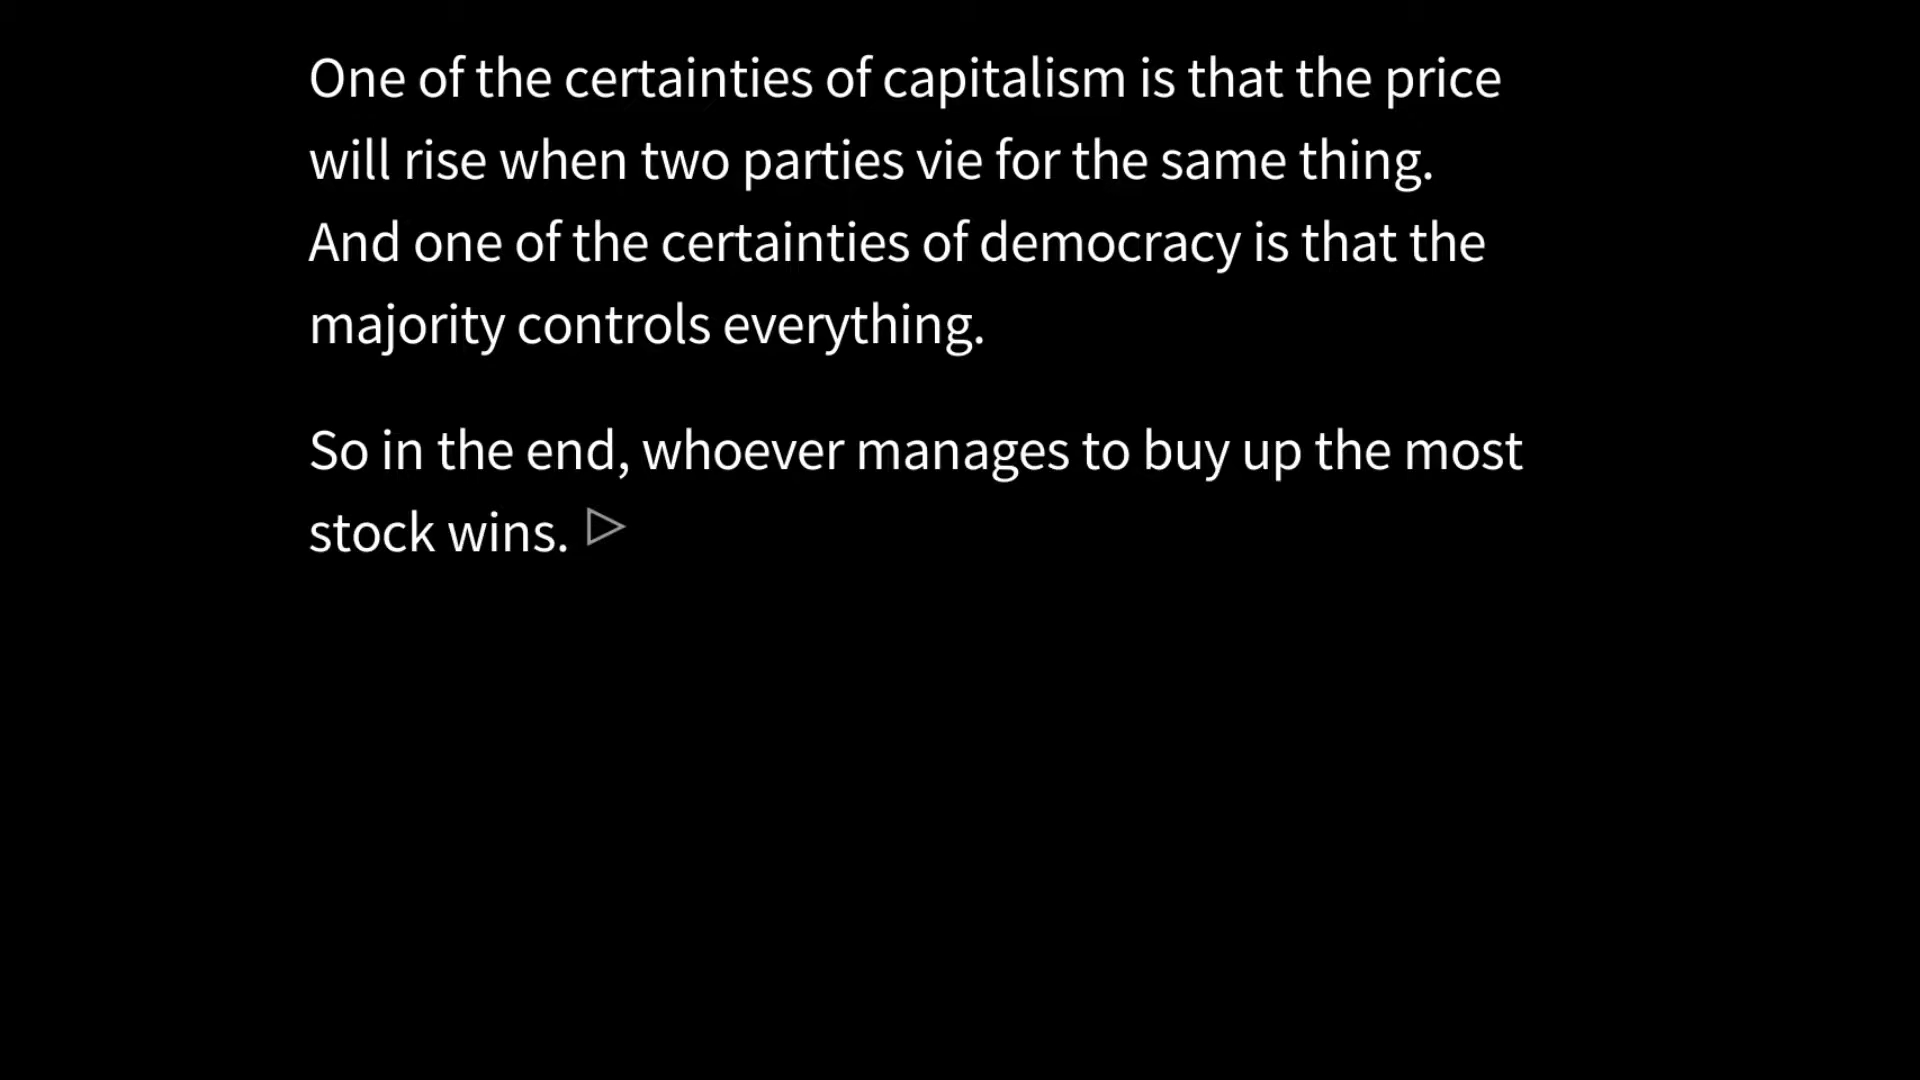 One of the certainties of capitalism is that the price
will rise when two parties vie for the same thing.
And one of the certainties of democracy is that the
majority controls everything.
So in the end, whoever manages to buy up the most
stock wins.